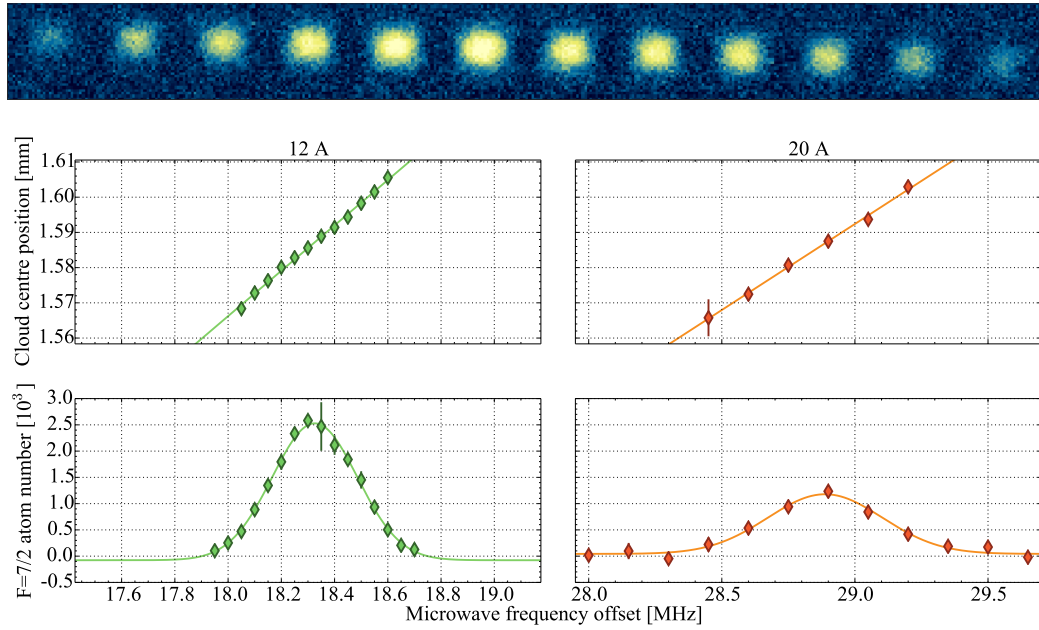 12 A
20 A
Cloud centre position [mm]
1.61
1.60
1.59
1.58
1.57
1.56
F=7/2 atom number [10³]
3.0
2.5
2.0
1.5
1.0
0.5
0.0
-0.5
17.6 17.8 18.0 18.2 18.4 18.6 18.8 19.0
28.0 28.5 29.0 29.5
Microwave frequency offset [MHz]